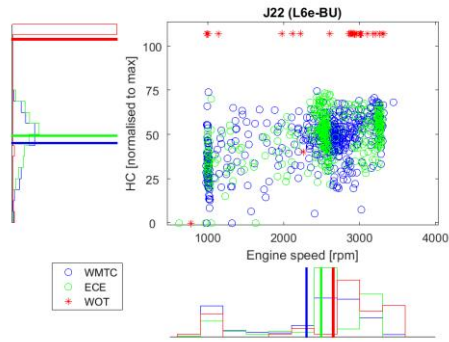 J22 (L6e-BU)
HC [normalised to max]
100
75
50
25
0
1000 2000 3000 4000
Engine speed [rpm]
WMTC
ECE
WOT